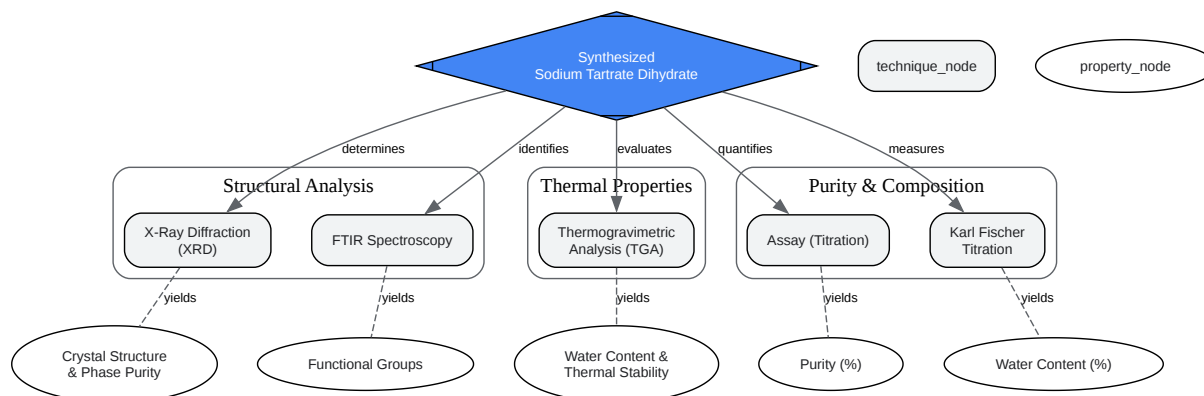 Synthesized
Sodium Tartrate Dihydrate
technique_node
property_node
determines
identifies
evaluates
quantifies
measures
Structural Analysis
Thermal Properties
Purity & Composition
X-Ray Diffraction
(XRD)
FTIR Spectroscopy
Thermogravimetric
Analysis (TGA)
Assay (Titration)
Karl Fischer
Titration
yields
yields
yields
yields
yields
Crystal Structure
& Phase Purity
Functional Groups
Water Content &
Thermal Stability
Purity (%)
Water Content (%)